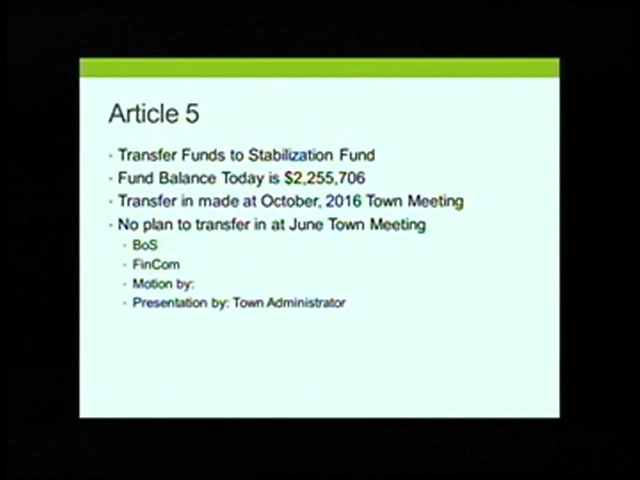 Article 5
Transfer Funds to Stabilization Fund
Fund Balance Today is $2,255,706
Transfer in made at October, 2016 Town Meeting
No plan to transfer in at June Town Meeting
BoS
FinCom
Motion by:
Presentation by: Town Administrator